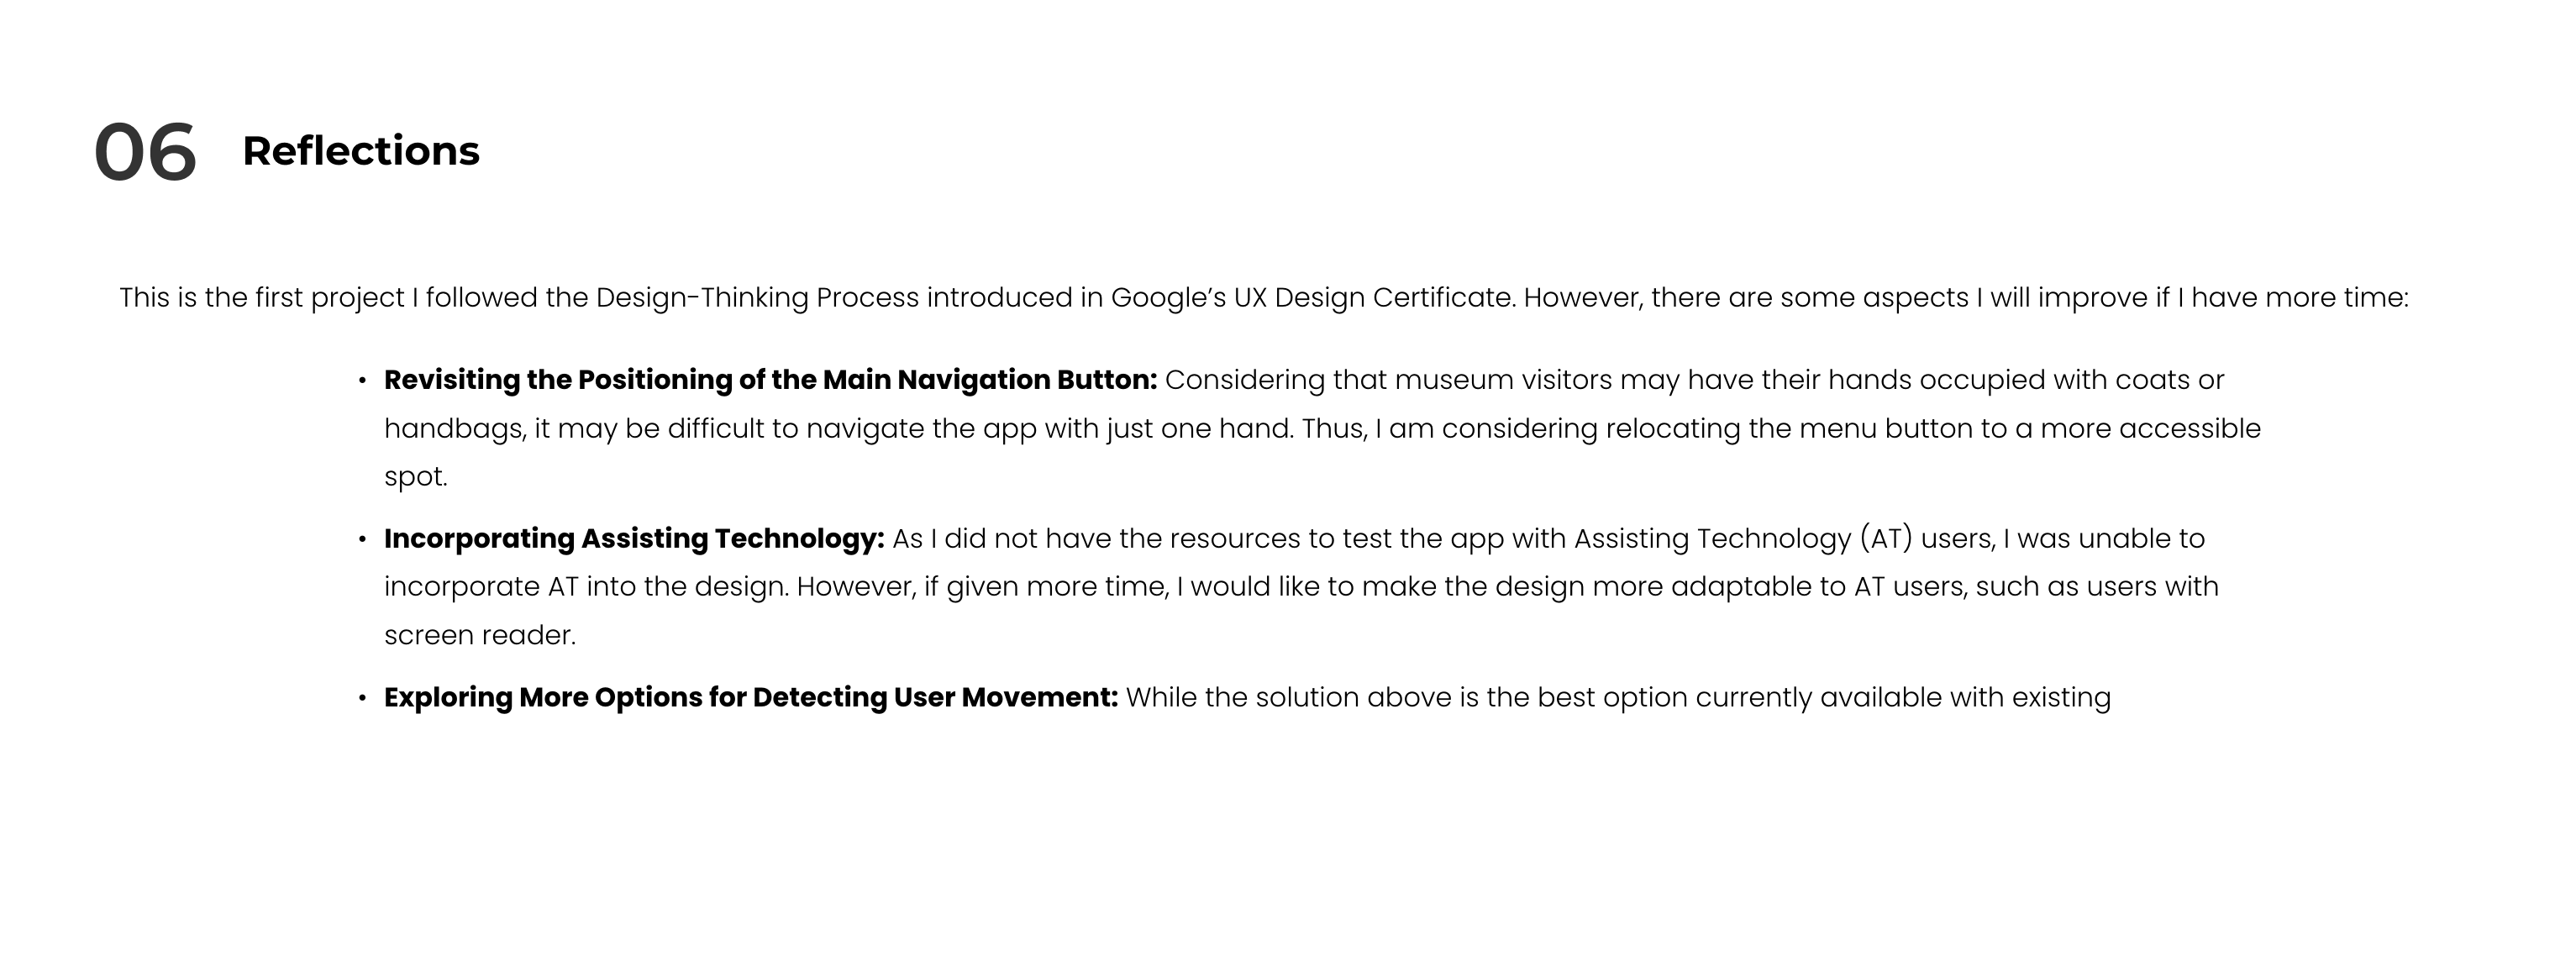 06 Reflections
This is the first project I followed the Design-Thinking Process introduced in Google’s UX Design Certificate. However, there are some aspects I will improve if I have more time:
• Revisiting the Positioning of the Main Navigation Button: Considering that museum visitors may have their hands occupied with coats or
handbags, it may be difficult to navigate the app with just one hand. Thus, I am considering relocating the menu button to a more accessible
spot.
• Incorporating Assisting Technology: As I did not have the resources to test the app with Assisting Technology (AT) users, I was unable to
incorporate AT into the design. However, if given more time, I would like to make the design more adaptable to AT users, such as users with
screen reader.
• Exploring More Options for Detecting User Movement: While the solution above is the best option currently available with existing